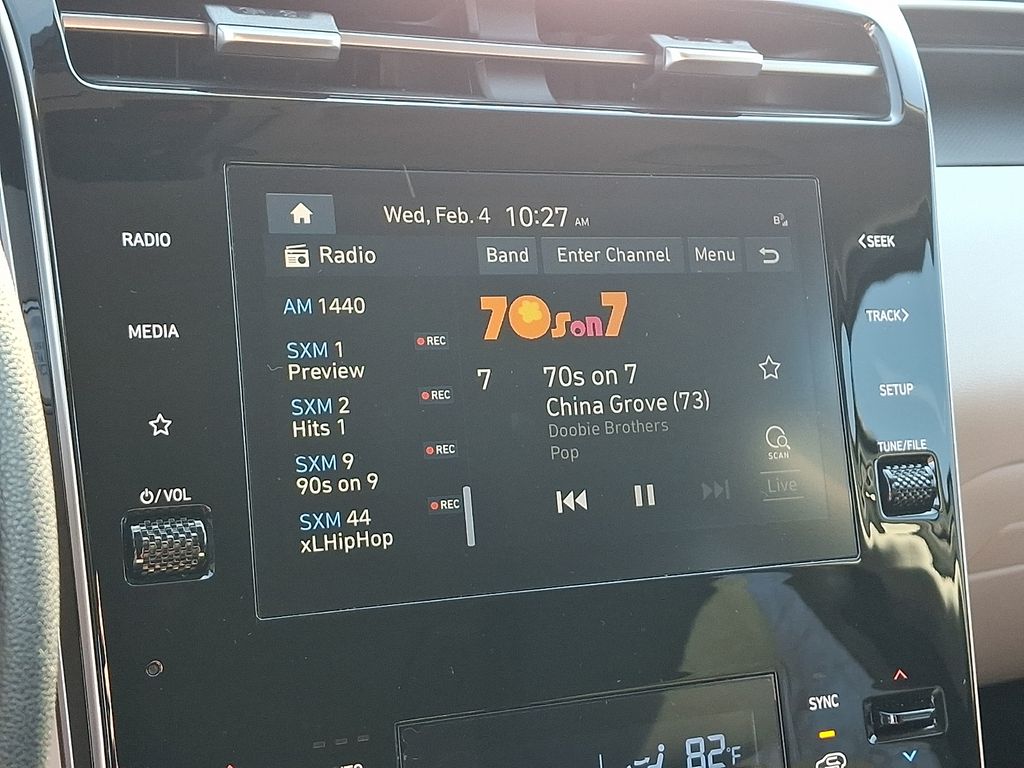 Wed, Feb. 4 10:27 AM
Radio Band Enter Channel Menu
RADIO
MEDIA
⏻/VOL
AM 1440
SXM 1
Preview
REC
SXM 2
Hits 1
REC
SXM 9
90s on 9
REC
SXM 44
xLHipHop
REC
70s on 7
7
70s on 7
China Grove (73)
Doobie Brothers
Pop
SCAN
Live
<SEEK
TRACK>
SETUP
TUNE/FILE
SYNC
82°F